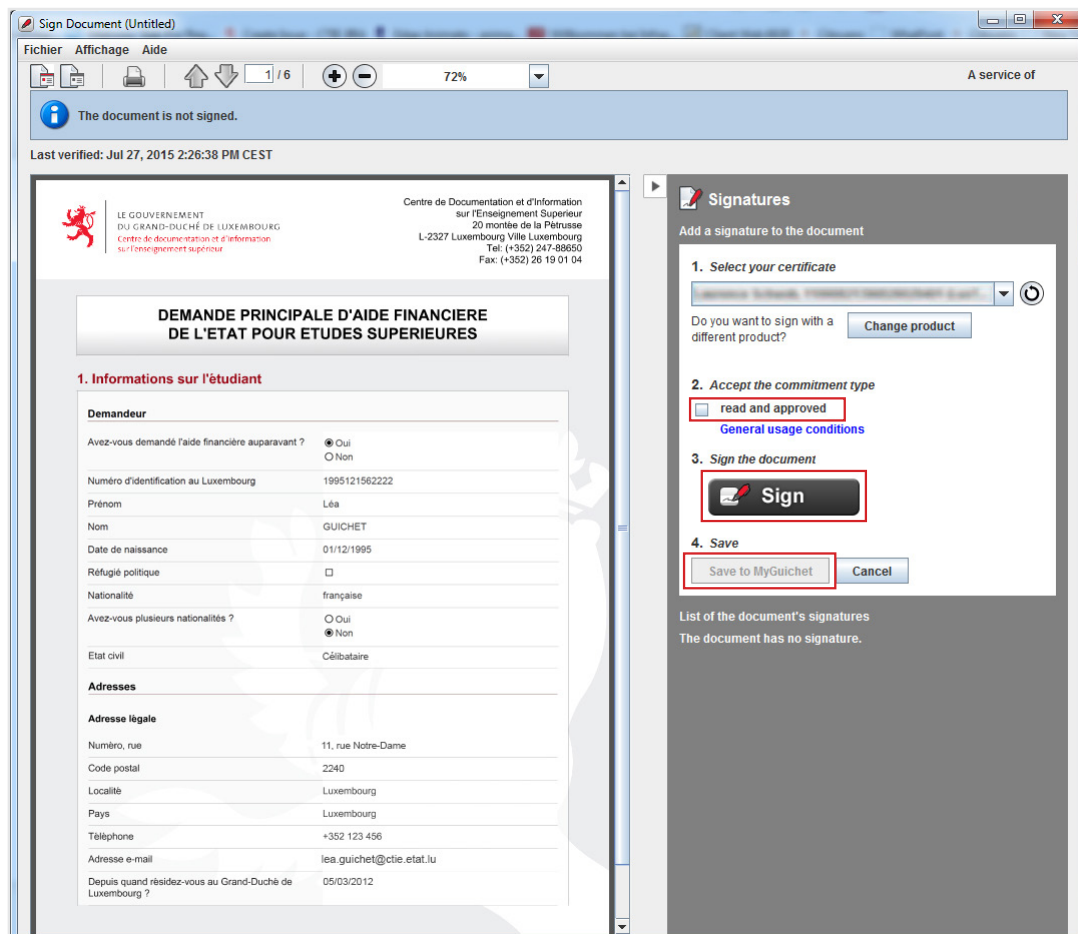 Sign Document (Untitled)
Fichier Affichage Aide
1 / 6
72%
A service of
The document is not signed.
Last verified: Jul 27, 2015 2:26:38 PM CEST
LE GOUVERNEMENT
DU GRAND-DUCHÉ DE LUXEMBOURG
Centre de documentation et d'information
sur l'enseignement supérieur
Centre de Documentation et d'Information
sur l'Enseignement Superieur
20 montée de la Pétrusse
L-2327 Luxembourg Ville Luxembourg
Tel: (+352) 247-88650
Fax: (+352) 26 19 01 04
DEMANDE PRINCIPALE D'AIDE FINANCIERE
DE L'ETAT POUR ETUDES SUPERIEURES
1. Informations sur l'étudiant
Demandeur
Avez-vous demandé l'aide financière auparavant ? Oui
Non
Numéro d'identification au Luxembourg 1995121562222
Prénom Léa
Nom GUICHET
Date de naissance 01/12/1995
Réfugié politique
Nationalité française
Avez-vous plusieurs nationalités ? Oui
Non
Etat civil Célibataire
Adresses
Adresse légale
Numéro, rue 11, rue Notre-Dame
Code postal 2240
Localité Luxembourg
Pays Luxembourg
Téléphone +352 123 456
Adresse e-mail lea.guichet@ctie.etat.lu
Depuis quand résidez-vous au Grand-Duché de 05/03/2012
Luxembourg ?
Signatures
Add a signature to the document
1. Select your certificate
Do you want to sign with a
different product?
Change product
2. Accept the commitment type
read and approved
General usage conditions
3. Sign the document
Sign
4. Save
Save to MyGuichet Cancel
List of the document's signatures
The document has no signature.